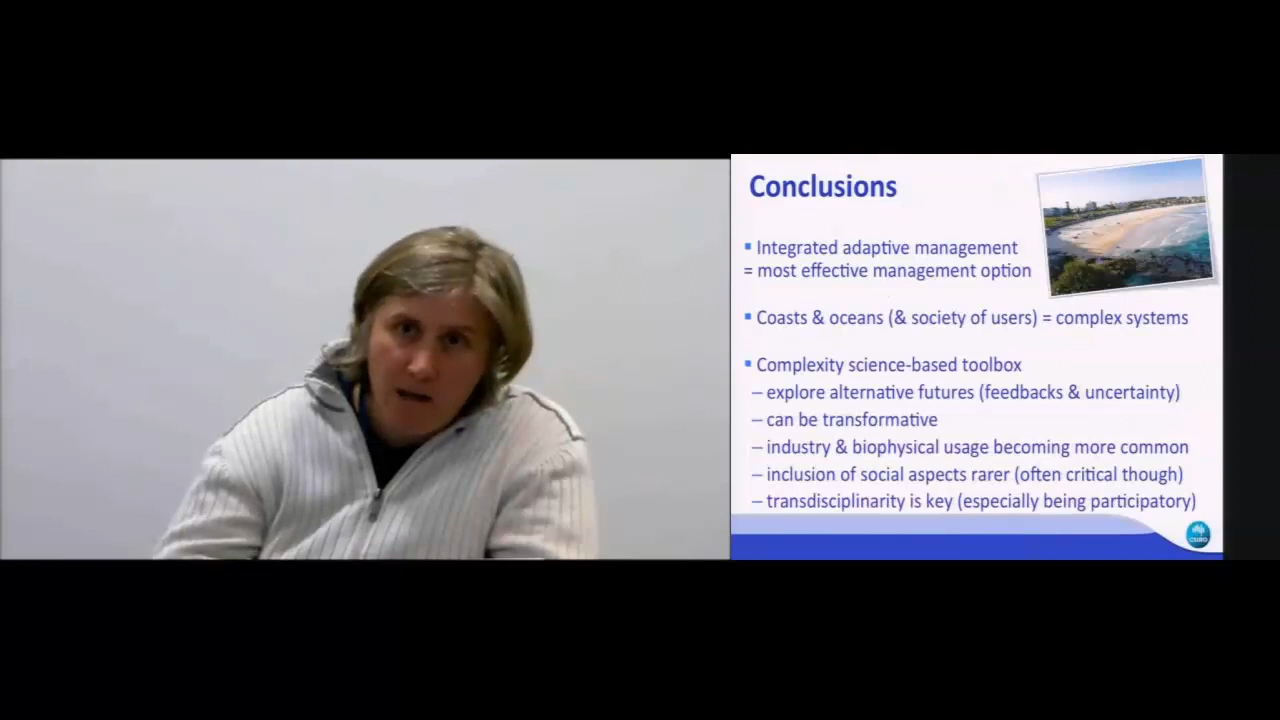 Conclusions
▪ Integrated adaptive management
= most effective management option
▪ Coasts & oceans (& society of users) = complex systems
▪ Complexity science-based toolbox
– explore alternative futures (feedbacks & uncertainty)
– can be transformative
– industry & biophysical usage becoming more common
– inclusion of social aspects rarer (often critical though)
– transdisciplinarity is key (especially being participatory)
CSIRO